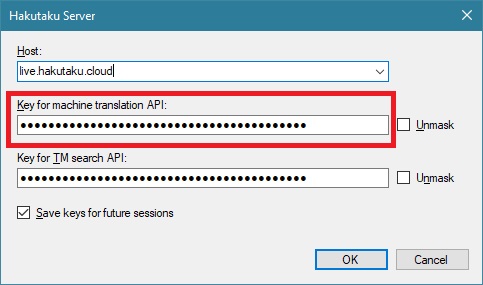 Hakutaku Server
Host:
live.hakutaku.cloud
Key for machine translation API:
●●●●●●●●●●●●●●●●●●●●●●●●●●●●●●●●●●●●●●●● Unmask
Key for TM search API:
●●●●●●●●●●●●●●●●●●●●●●●●●●●●●●●●●●●●●●●● Unmask
Save keys for future sessions
OK Cancel